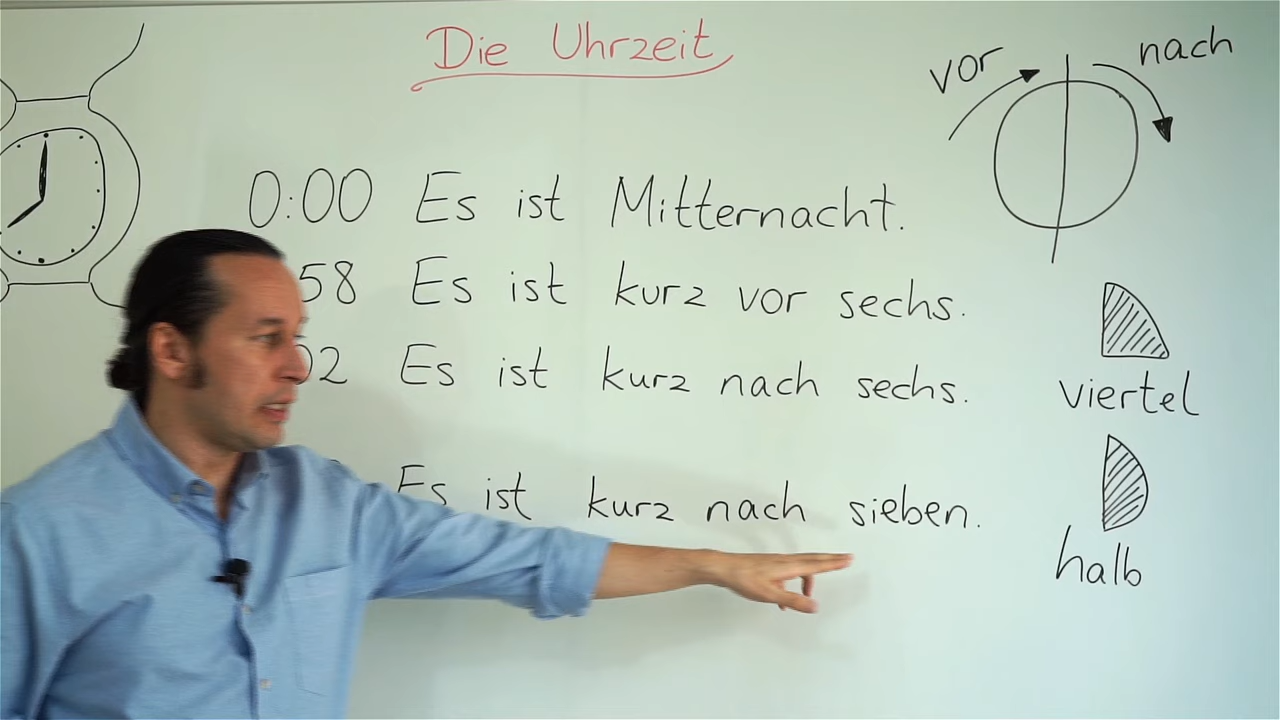 Die Uhrzeit
vor
nach
0:00 Es ist Mitternacht.
58 Es ist kurz vor sechs.
02 Es ist kurz nach sechs.
Es ist kurz nach sieben.
viertel
halb